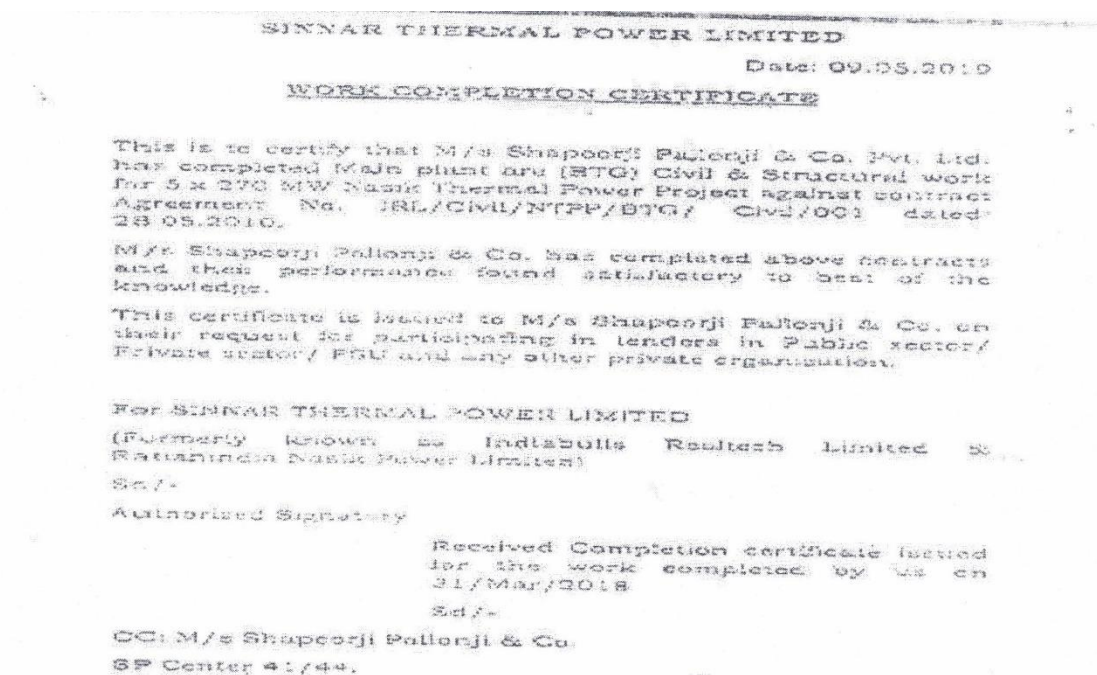 SINNAR THERMAL POWER LIMITED
Date: 09.05.2019
WORK COMPLETION CERTIFICATE
This is to certify that M/s Shapoorji Pallonji & Co. Pvt. Ltd.
has completed Main plant are (BTG) Civil & Structural work
for 5 x 270 MW Nasik Thermal Power Project against contract
Agreement No. IRL/Civil/NTPP/BTG/ Civil/001 dated
28.05.2010.
M/s Shapoorji Pallonji & Co. has completed above contracts
and their performance found satisfactory to best of the
knowledge.
This certificate is issued to M/s Shapoorji Pallonji & Co. on
their request for participating in tenders in Public sector/
Private sector/ PSU and any other private organization.
For SINNAR THERMAL POWER LIMITED
(Formerly known as Indiabulls Realtech Limited &
RattanIndia Nasik Power Limited)
Sd/-
Authorized Signatory
Received Completion certificate issued
for the work completed by us on
31/Mar/2018
Sd/-
CC: M/s Shapoorji Pallonji & Co.
SP Center 41/44.